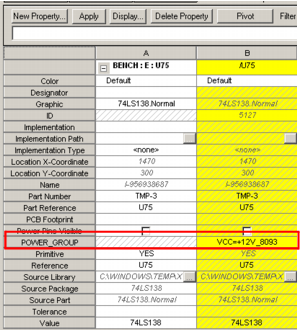 New Property... Apply Display... Delete Property Pivot Filter
A B
BENCH : E : U75 /U75
Color Default Default
Designator
Graphic 74LS138.Normal 74LS138.Normal
ID 5127
Implementation
Implementation Path
Implementation Type <none> <none>
Location X-Coordinate 1470 1470
Location Y-Coordinate 300 300
Name I-956938687 I-956938687
Part Number TMP-3 TMP-3
Part Reference U75 U75
PCB Footprint
Power Pins Visible
POWER_GROUP VCC=+12V_8093
Primitive YES YES
Reference U75 U75
Source Library C:\WINDOWS\TEMP\X C:\WINDOWS\TEMP\X
Source Package 74LS138 74LS138
Source Part 74LS138.Normal 74LS138.Normal
Tolerance
Value 74LS138 74LS138